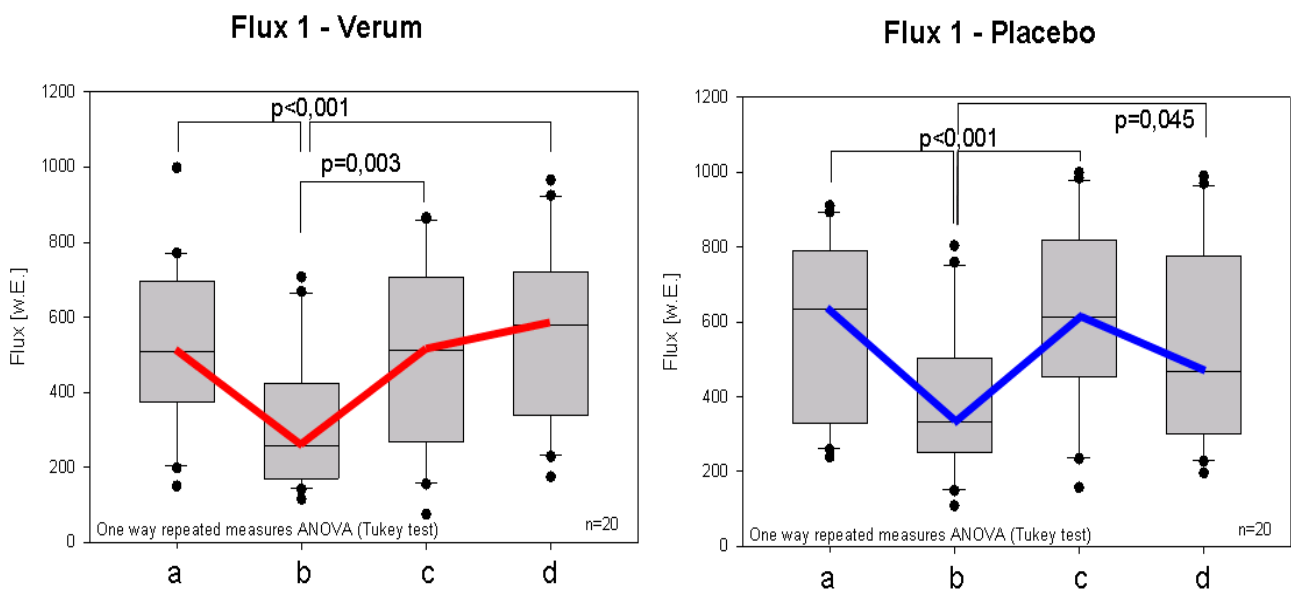 Flux 1 - Verum
1200
1000
800
600
400
200
0
Flux [w.E.]
p<0,001
p=0,003
One way repeated measures ANOVA (Tukey test)
n=20
a b c d
Flux 1 - Placebo
1200
1000
800
600
400
200
0
Flux [w.E.]
p=0,045
p<0,001
One way repeated measures ANOVA (Tukey test)
n=20
a b c d